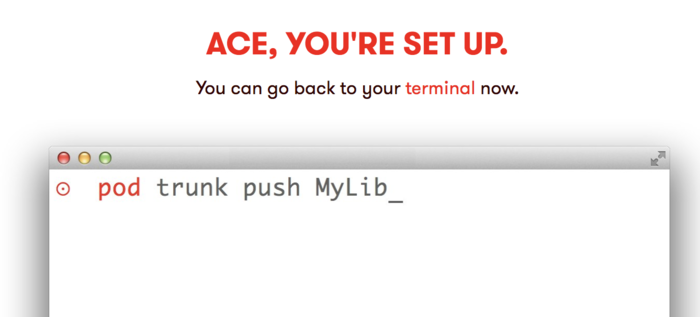 ACE, YOU'RE SET UP.
You can go back to your terminal now.
pod trunk push MyLib_